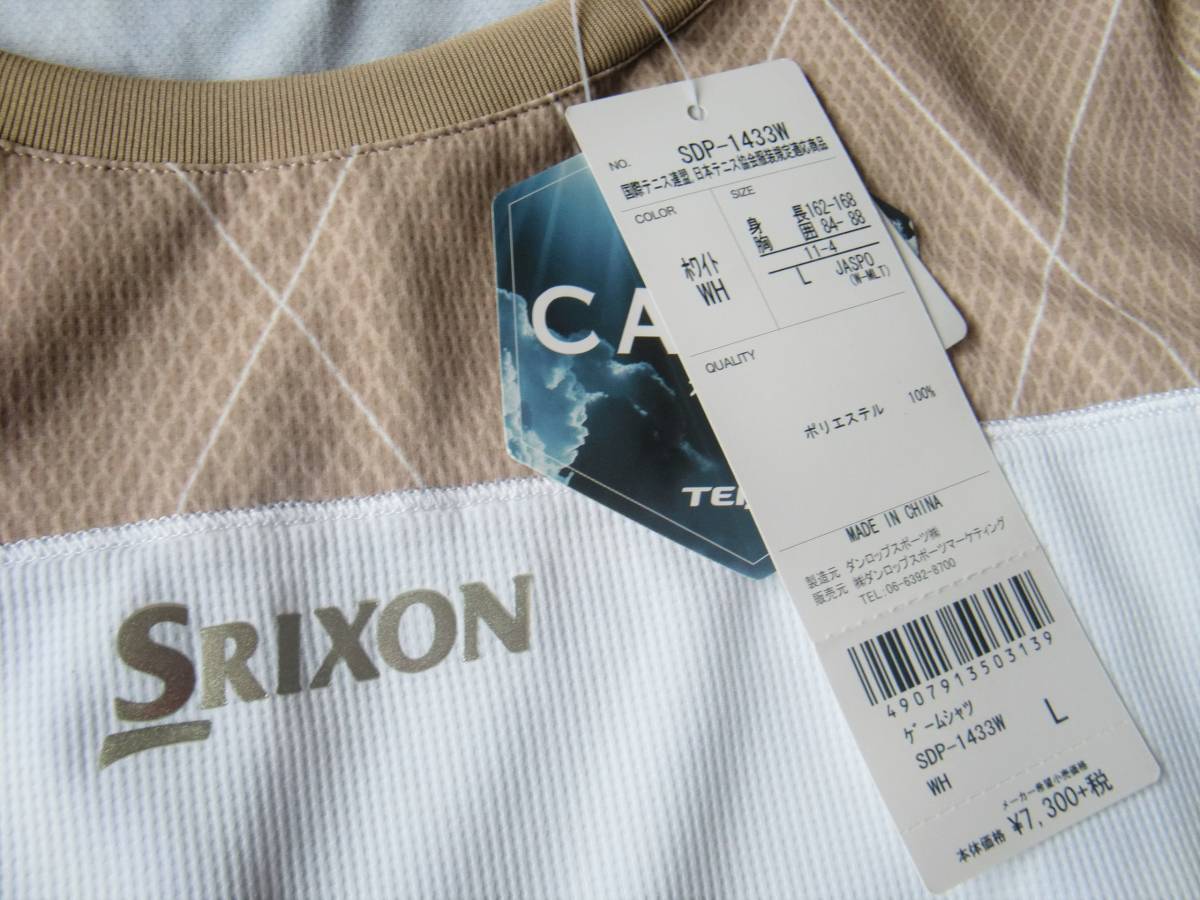 NO. SDP-1433W
国際テニス連盟、日本テニス協会服装規定適応商品
COLOR
ホワイト
WH
SIZE
身長162-168
胸囲 84- 88
11-4
L JASPO
(W-MLT)
QUALITY
ポリエステル 100%
MADE IN CHINA
製造元 ダンロップスポーツ㈱
販売元 ㈱ダンロップスポーツマーケティング
TEL:06-6392-8700
4907913503139
ゲームシャツ
SDP-1433W L
WH
メーカー希望小売価格
本体価格 ¥7,300+税
CA
TE
SRIXON